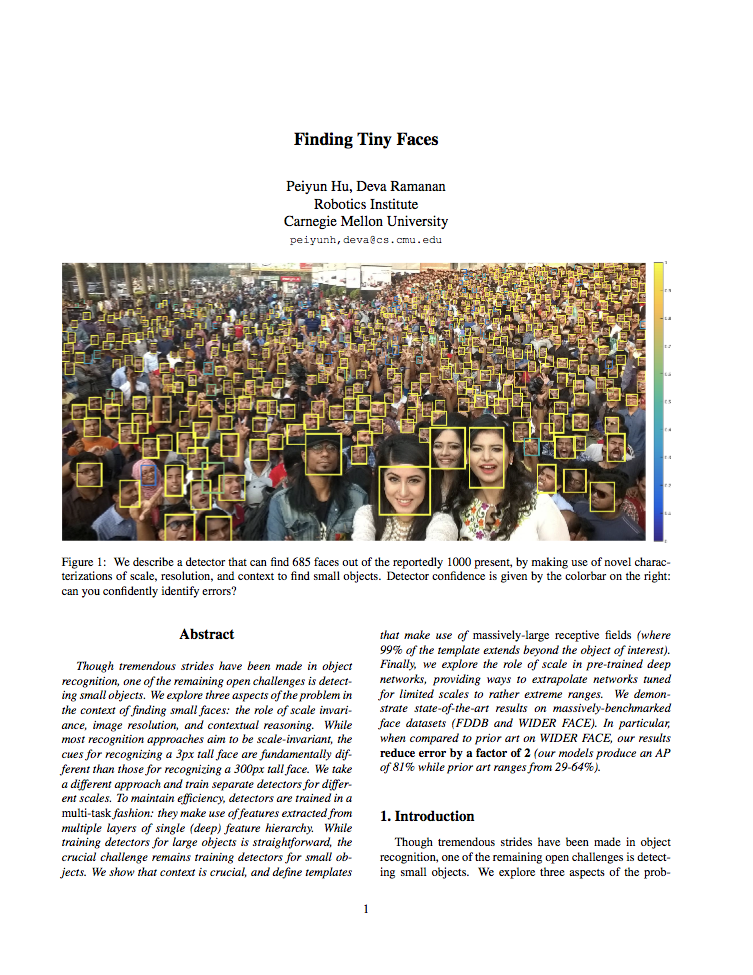 Finding Tiny Faces
Peiyun Hu, Deva Ramanan
Robotics Institute
Carnegie Mellon University
peiyunh,deva@cs.cmu.edu
Figure 1: We describe a detector that can find 685 faces out of the reportedly 1000 present, by making use of novel charac-
terizations of scale, resolution, and context to find small objects. Detector confidence is given by the colorbar on the right:
can you confidently identify errors?
Abstract
Though tremendous strides have been made in object
recognition, one of the remaining open challenges is detect-
ing small objects. We explore three aspects of the problem in
the context of finding small faces: the role of scale invari-
ance, image resolution, and contextual reasoning. While
most recognition approaches aim to be scale-invariant, the
cues for recognizing a 3px tall face are fundamentally dif-
ferent than those for recognizing a 300px tall face. We take
a different approach and train separate detectors for differ-
ent scales. To maintain efficiency, detectors are trained in a
multi-task fashion: they make use of features extracted from
multiple layers of single (deep) feature hierarchy. While
training detectors for large objects is straightforward, the
crucial challenge remains training detectors for small ob-
jects. We show that context is crucial, and define templates
that make use of massively-large receptive fields (where
99% of the template extends beyond the object of interest).
Finally, we explore the role of scale in pre-trained deep
networks, providing ways to extrapolate networks tuned
for limited scales to rather extreme ranges. We demon-
strate state-of-the-art results on massively-benchmarked
face datasets (FDDB and WIDER FACE). In particular,
when compared to prior art on WIDER FACE, our results
reduce error by a factor of 2 (our models produce an AP
of 81% while prior art ranges from 29-64%).
1. Introduction
Though tremendous strides have been made in object
recognition, one of the remaining open challenges is detect-
ing small objects. We explore three aspects of the prob-
1